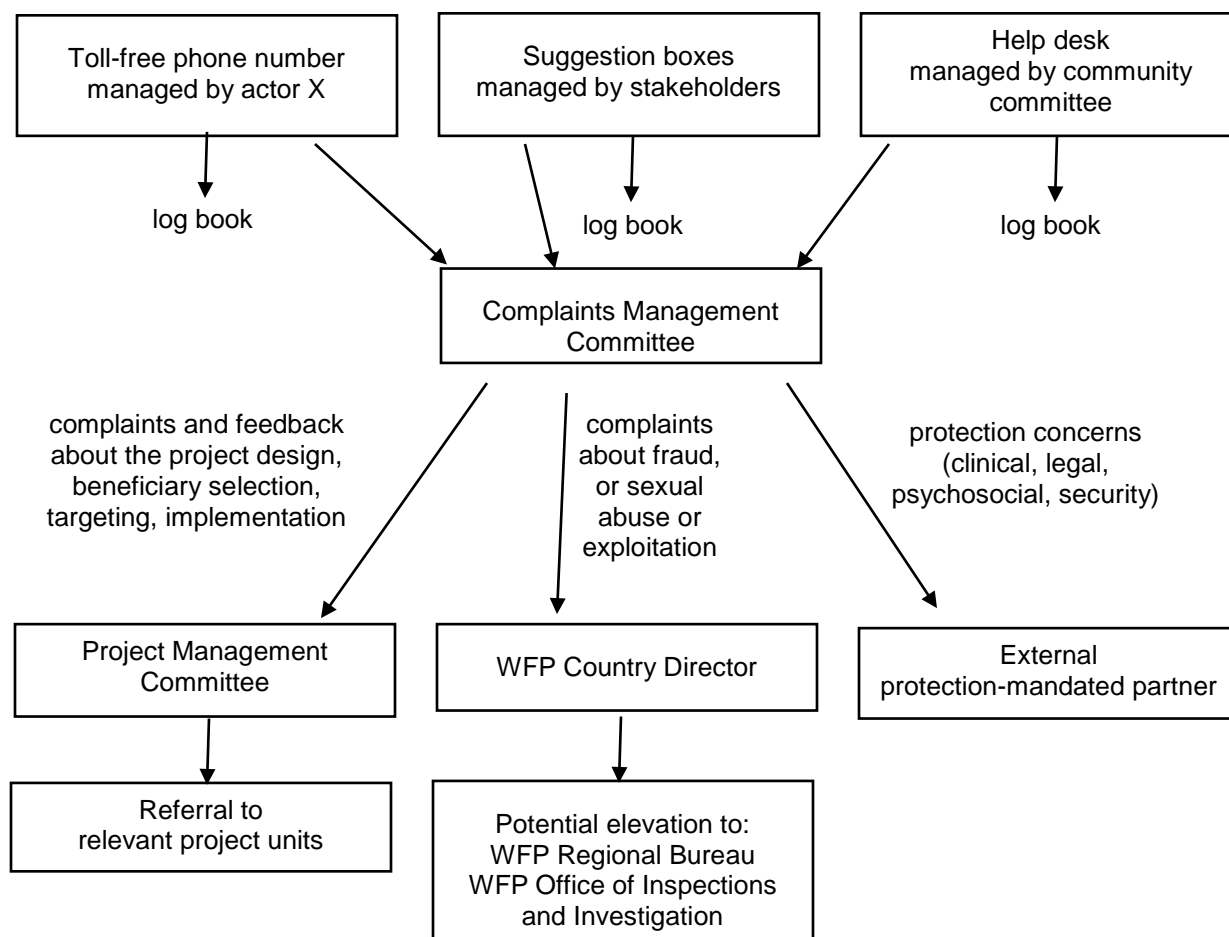 Toll-free phone number
managed by actor X
Suggestion boxes
managed by stakeholders
Help desk
managed by community
committee
log book
log book
log book
Complaints Management
Committee
complaints and feedback
about the project design,
beneficiary selection,
targeting, implementation
complaints
about fraud,
or sexual
abuse or
exploitation
protection concerns
(clinical, legal,
psychosocial, security)
Project Management
Committee
WFP Country Director
External
protection-mandated partner
Referral to
relevant project units
Potential elevation to:
WFP Regional Bureau
WFP Office of Inspections
and Investigation